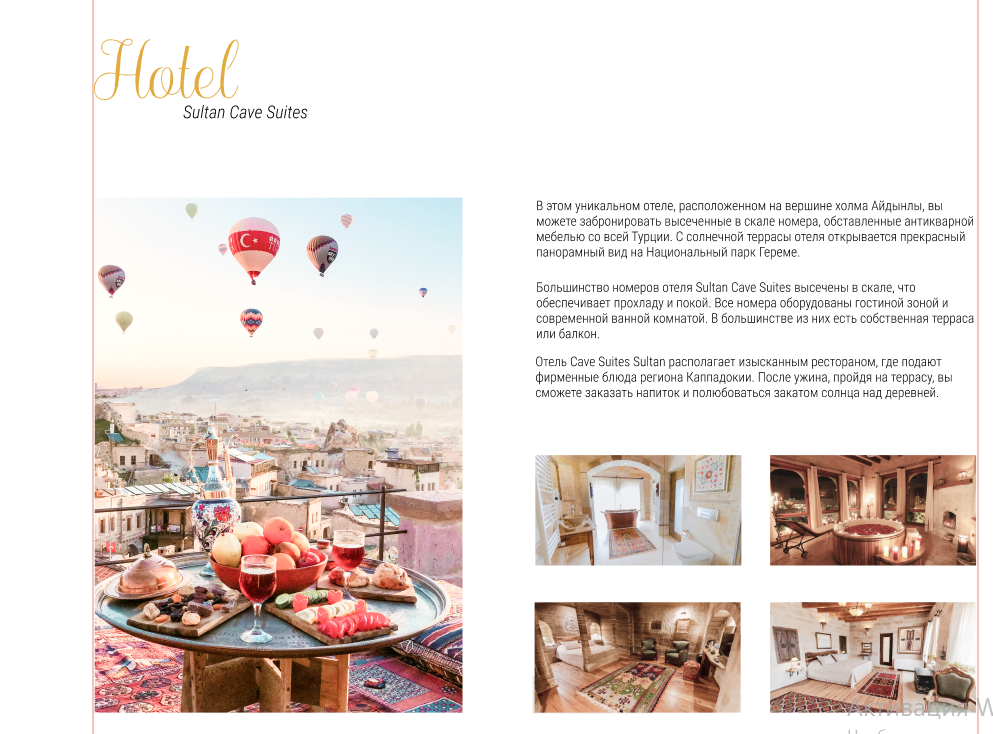 Hotel
Sultan Cave Suites
В этом уникальном отеле, расположенном на вершине холма Айдынлы, вы
можете забронировать высеченные в скале номера, обставленные антикварной
мебелью со всей Турции. С солнечной террасы отеля открывается прекрасный
панорамный вид на Национальный парк Гереме.
Большинство номеров отеля Sultan Cave Suites высечены в скале, что
обеспечивает прохладу и покой. Все номера оборудованы гостиной зоной и
современной ванной комнатой. В большинстве из них есть собственная терраса
или балкон.
Отель Cave Suites Sultan располагает изысканным рестораном, где подают
фирменные блюда региона Каппадокии. После ужина, пройдя на террасу, вы
сможете заказать напиток и полюбоваться закатом солнца над деревней.
Активация W